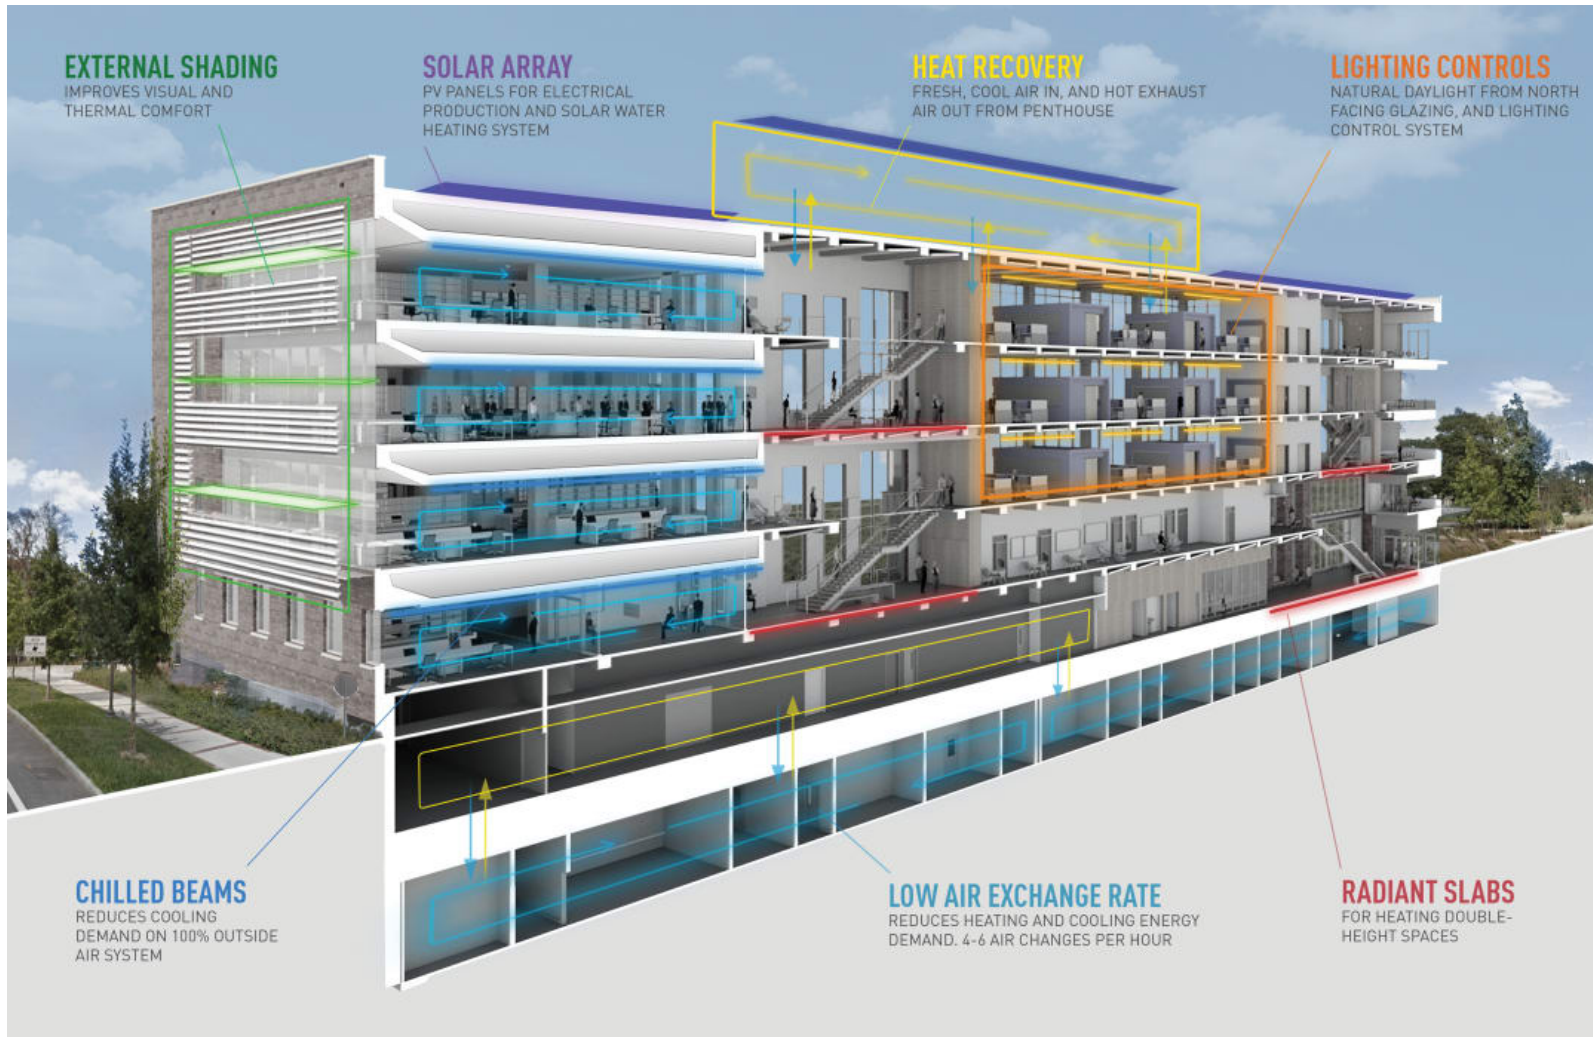 EXTERNAL SHADING
IMPROVES VISUAL AND
THERMAL COMFORT
SOLAR ARRAY
PV PANELS FOR ELECTRICAL
PRODUCTION AND SOLAR WATER
HEATING SYSTEM
HEAT RECOVERY
FRESH, COOL AIR IN, AND HOT EXHAUST
AIR OUT FROM PENTHOUSE
LIGHTING CONTROLS
NATURAL DAYLIGHT FROM NORTH
FACING GLAZING, AND LIGHTING
CONTROL SYSTEM
CHILLED BEAMS
REDUCES COOLING
DEMAND ON 100% OUTSIDE
AIR SYSTEM
LOW AIR EXCHANGE RATE
REDUCES HEATING AND COOLING ENERGY
DEMAND. 4-6 AIR CHANGES PER HOUR
RADIANT SLABS
FOR HEATING DOUBLE-
HEIGHT SPACES